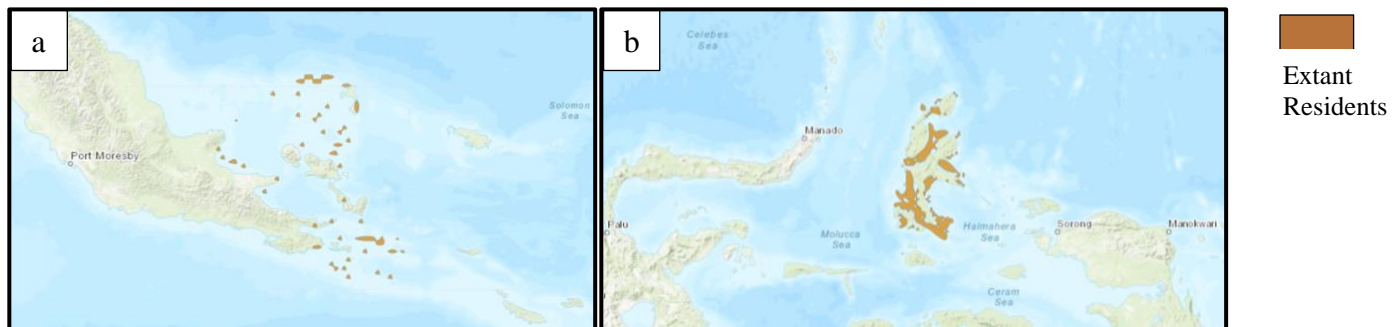 a
Port Moresby
Solomon
Sea
b
Celebes
Sea
Manado
Palu
Molucca
Sea
Halmahera
Sea
Sorong
Manokwari
Ceram
Sea
Extant
Residents